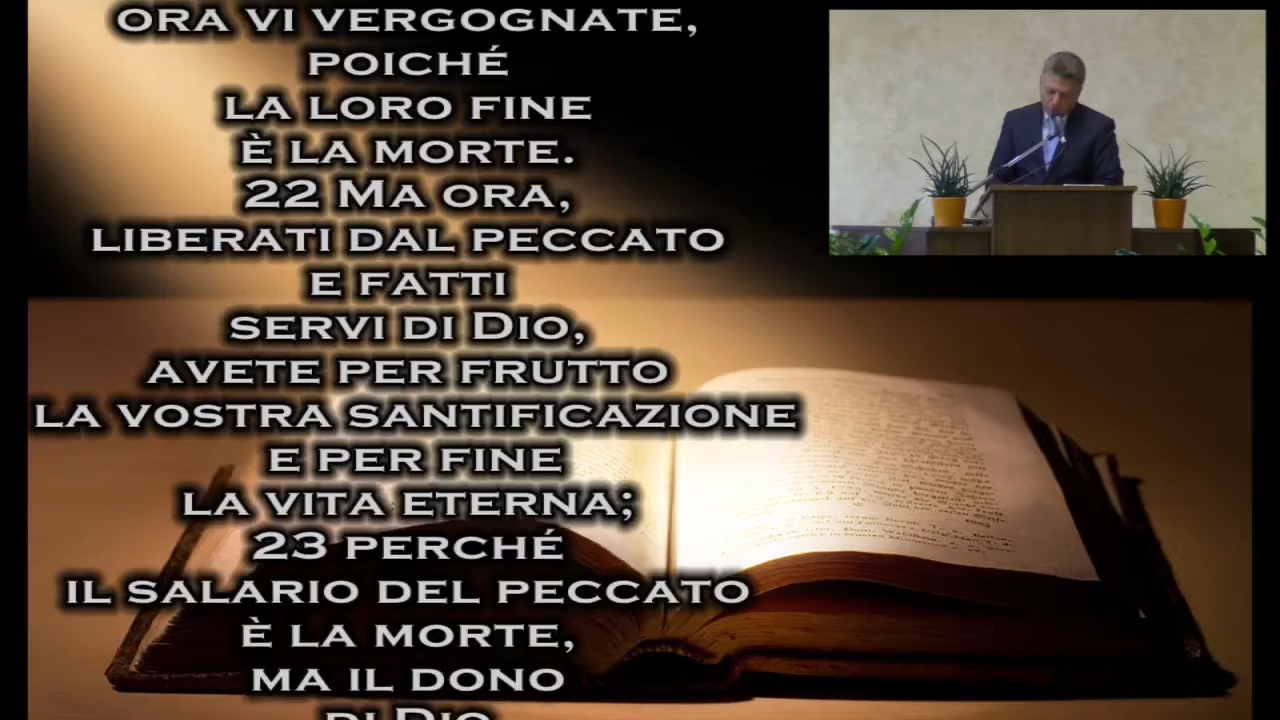 ORA VI VERGOGNATE,
POICHÉ
LA LORO FINE
È LA MORTE.
22 MA ORA,
LIBERATI DAL PECCATO
E FATTI
SERVI DI DIO,
AVETE PER FRUTTO
LA VOSTRA SANTIFICAZIONE
E PER FINE
LA VITA ETERNA;
23 PERCHÉ
IL SALARIO DEL PECCATO
È LA MORTE,
MA IL DONO
DI DIO